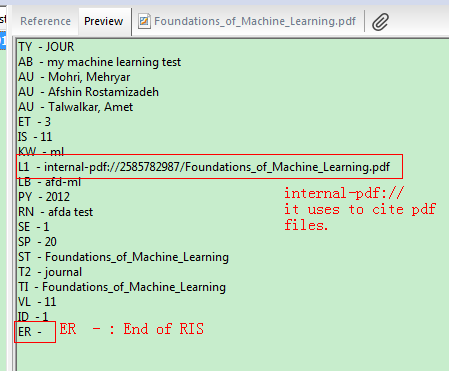 Reference Preview Foundations_of_Machine_Learning.pdf
TY - JOUR
AB - my machine learning test
AU - Mohri, Mehryar
AU - Afshin Rostamizadeh
AU - Talwalkar, Amet
ET - 3
IS - 11
KW - ml
L1 - internal-pdf://2585782987/Foundations_of_Machine_Learning.pdf
LB - afd-ml
PY - 2012
RN - afda test
SE - 1
SP - 20
ST - Foundations_of_Machine_Learning
T2 - journal
TI - Foundations_of_Machine_Learning
VL - 11
ID - 1
ER -
internal-pdf://
it uses to cite pdf
files.
ER - : End of RIS